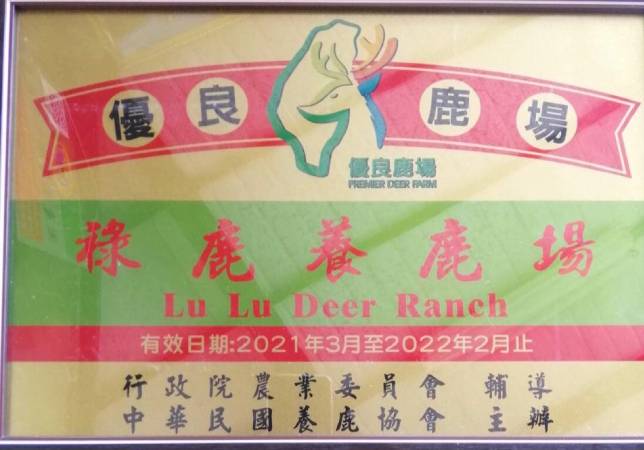 優良鹿場
優良鹿場
PREMIER DEER FARM
祿鹿養鹿場
Lu Lu Deer Ranch
有效日期:2021年3月至2022年2月止
行政院農業委員會 輔導
中華民國養鹿協會 主辦